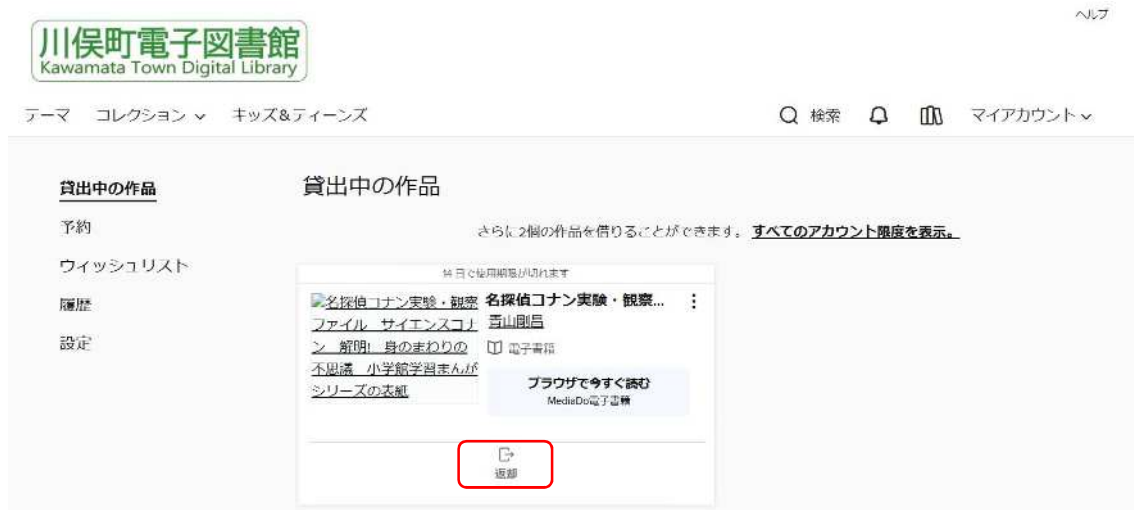 ヘルプ
川俣町電子図書館
Kawamata Town Digital Library
テーマ コレクション キッズ&ティーンズ 検索 マイアカウント
貸出中の作品
予約
ウィッシュリスト
履歴
設定
貸出中の作品
さらに2個の作品を借りることができます。 すべてのアカウント限度を表示。
14 日で使用期限が切れます
名探偵コナン実験・観察
ファイル サイエンスコナ
ン 解明! 身のまわりの
不思議 小学館学習まんが
シリーズの表紙
名探偵コナン実験・観察...
青山剛昌
電子書籍
ブラウザで今すぐ読む
MediaDo電子書籍
返却